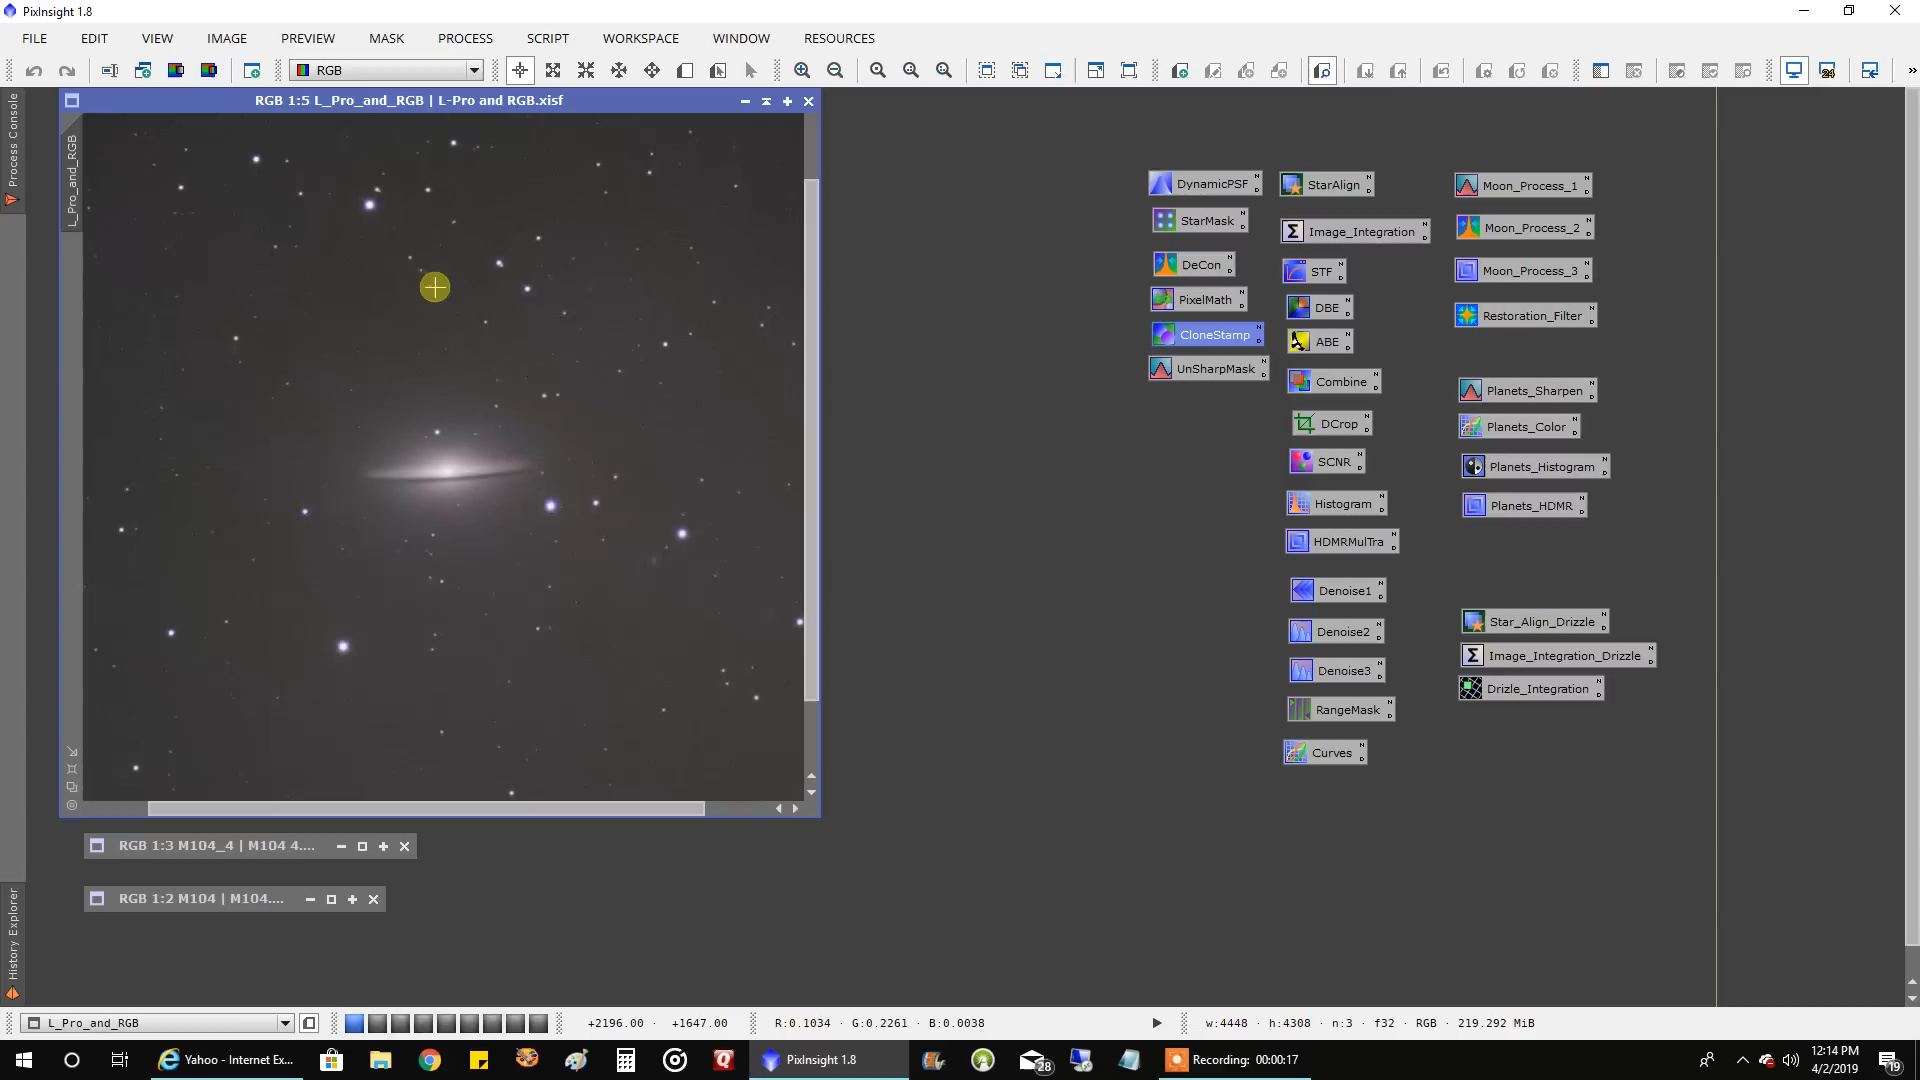 PixInsight 1.8
FILE EDIT VIEW IMAGE PREVIEW MASK PROCESS SCRIPT WORKSPACE WINDOW RESOURCES
RGB
24
Process Console
RGB 1:5 L_Pro_and_RGB | L-Pro and RGB.xisf
L_Pro_and_RGB
DynamicPSF
StarMask
DeCon
PixelMath
CloneStamp
UnSharpMask
StarAlign
Image_Integration
STF
DBE
ABE
Combine
DCrop
SCNR
Histogram
HDMRMulTra
Denoise1
Denoise2
Denoise3
RangeMask
Curves
Moon_Process_1
Moon_Process_2
Moon_Process_3
Restoration_Filter
Planets_Sharpen
Planets_Color
Planets_Histogram
Planets_HDMR
Star_Align_Drizzle
Image_Integration_Drizzle
Drizle_Integration
RGB 1:3 M104_4 | M104 4....
RGB 1:2 M104 | M104....
History Explorer
L_Pro_and_RGB
+2196.00 · +1647.00
R:0.1034 · G:0.2261 · B:0.0038
w:4448 · h:4308 · n:3 · f32 · RGB · 219.292 MiB
Yahoo - Internet Ex...
PixInsight 1.8
28
Recording: 00:00:17
12:14 PM
4/2/2019
19